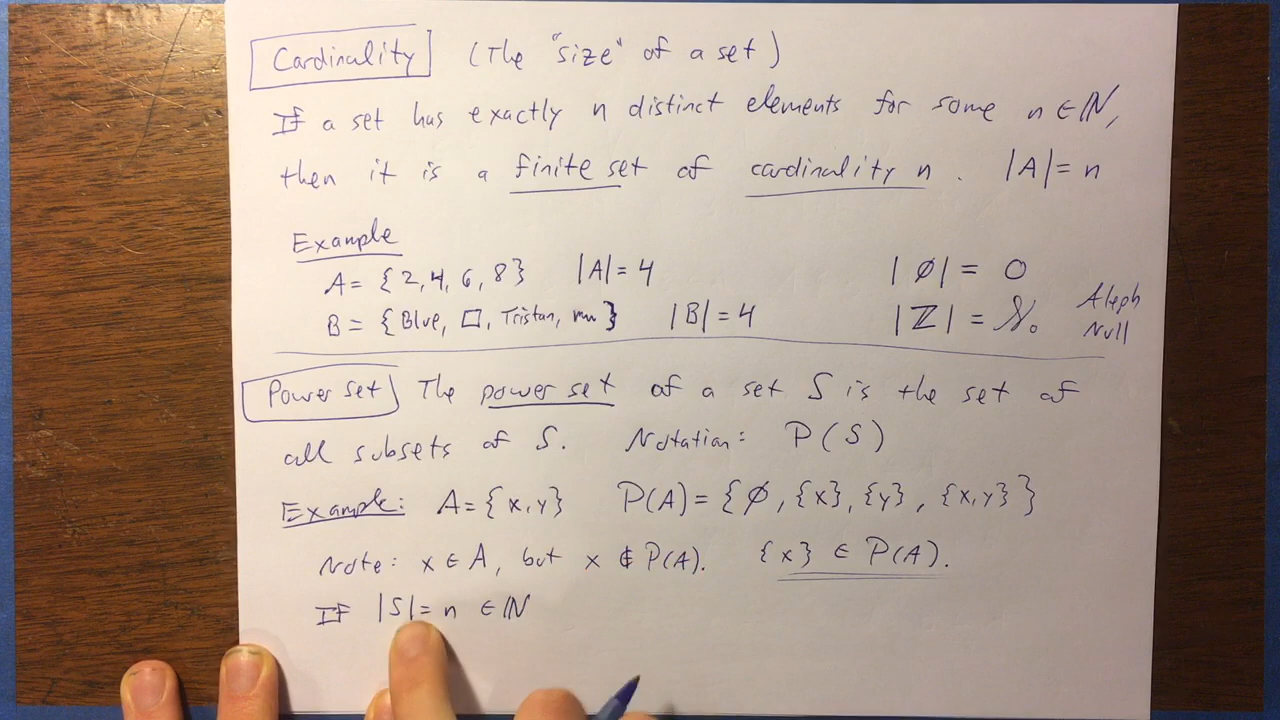 Cardinality (The "size" of a set)
If a set has exactly n distinct elements for some n ∈ ℕ,
then it is a finite set of cardinality n. |A| = n
Example
A = {2, 4, 6, 8} |A| = 4 |∅| = 0
B = {Blue, □, Tristan, } |B| = 4 |ℤ| = ℵ₀ Aleph Null
Power set The power set of a set S is the set of
all subsets of S. Notation: P(S)
Example: A = {x, y} P(A) = {∅, {x}, {y}, {x, y}}
Note: x ∈ A, but x ∉ P(A). {x} ∈ P(A).
If |S| = n ∈ ℕ